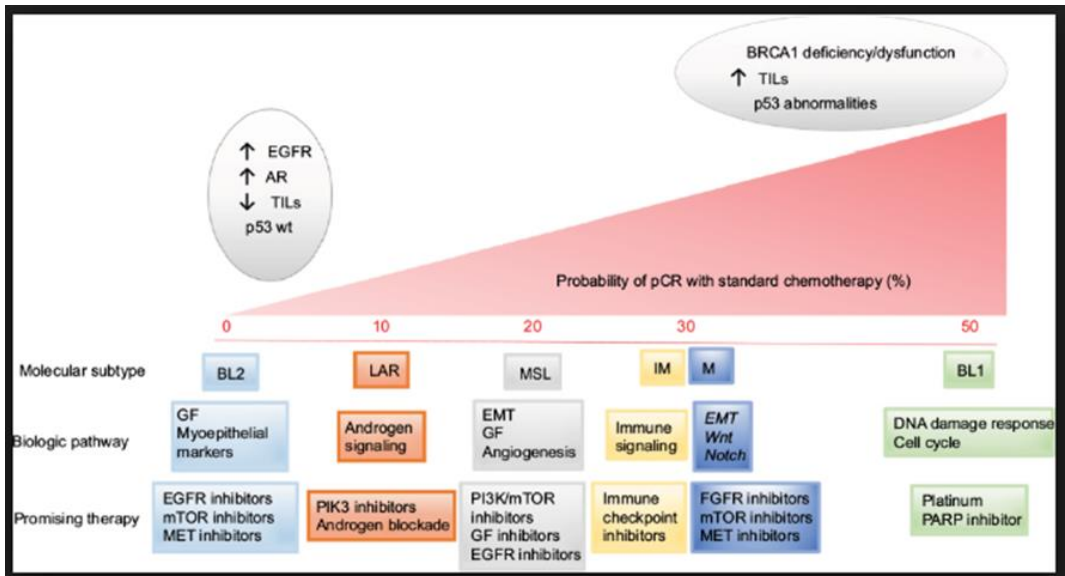 BRCA1 deficiency/dysfunction
↑ TILs
p53 abnormalities
↑ EGFR
↑ AR
↓ TILs
p53 wt
Probability of pCR with standard chemotherapy (%)
0 10 20 30 50
Molecular subtype
BL2
LAR
MSL
IM
M
BL1
Biologic pathway
GF
Myoepithelial
markers
Androgen
signaling
EMT
GF
Angiogenesis
Immune
signaling
EMT
Wnt
Notch
DNA damage response
Cell cycle
Promising therapy
EGFR inhibitors
mTOR inhibitors
MET inhibitors
PIK3 inhibitors
Androgen blockade
PI3K/mTOR
inhibitors
GF inhibitors
EGFR inhibitors
Immune
checkpoint
inhibitors
FGFR inhibitors
mTOR inhibitors
MET inhibitors
Platinum
PARP inhibitor